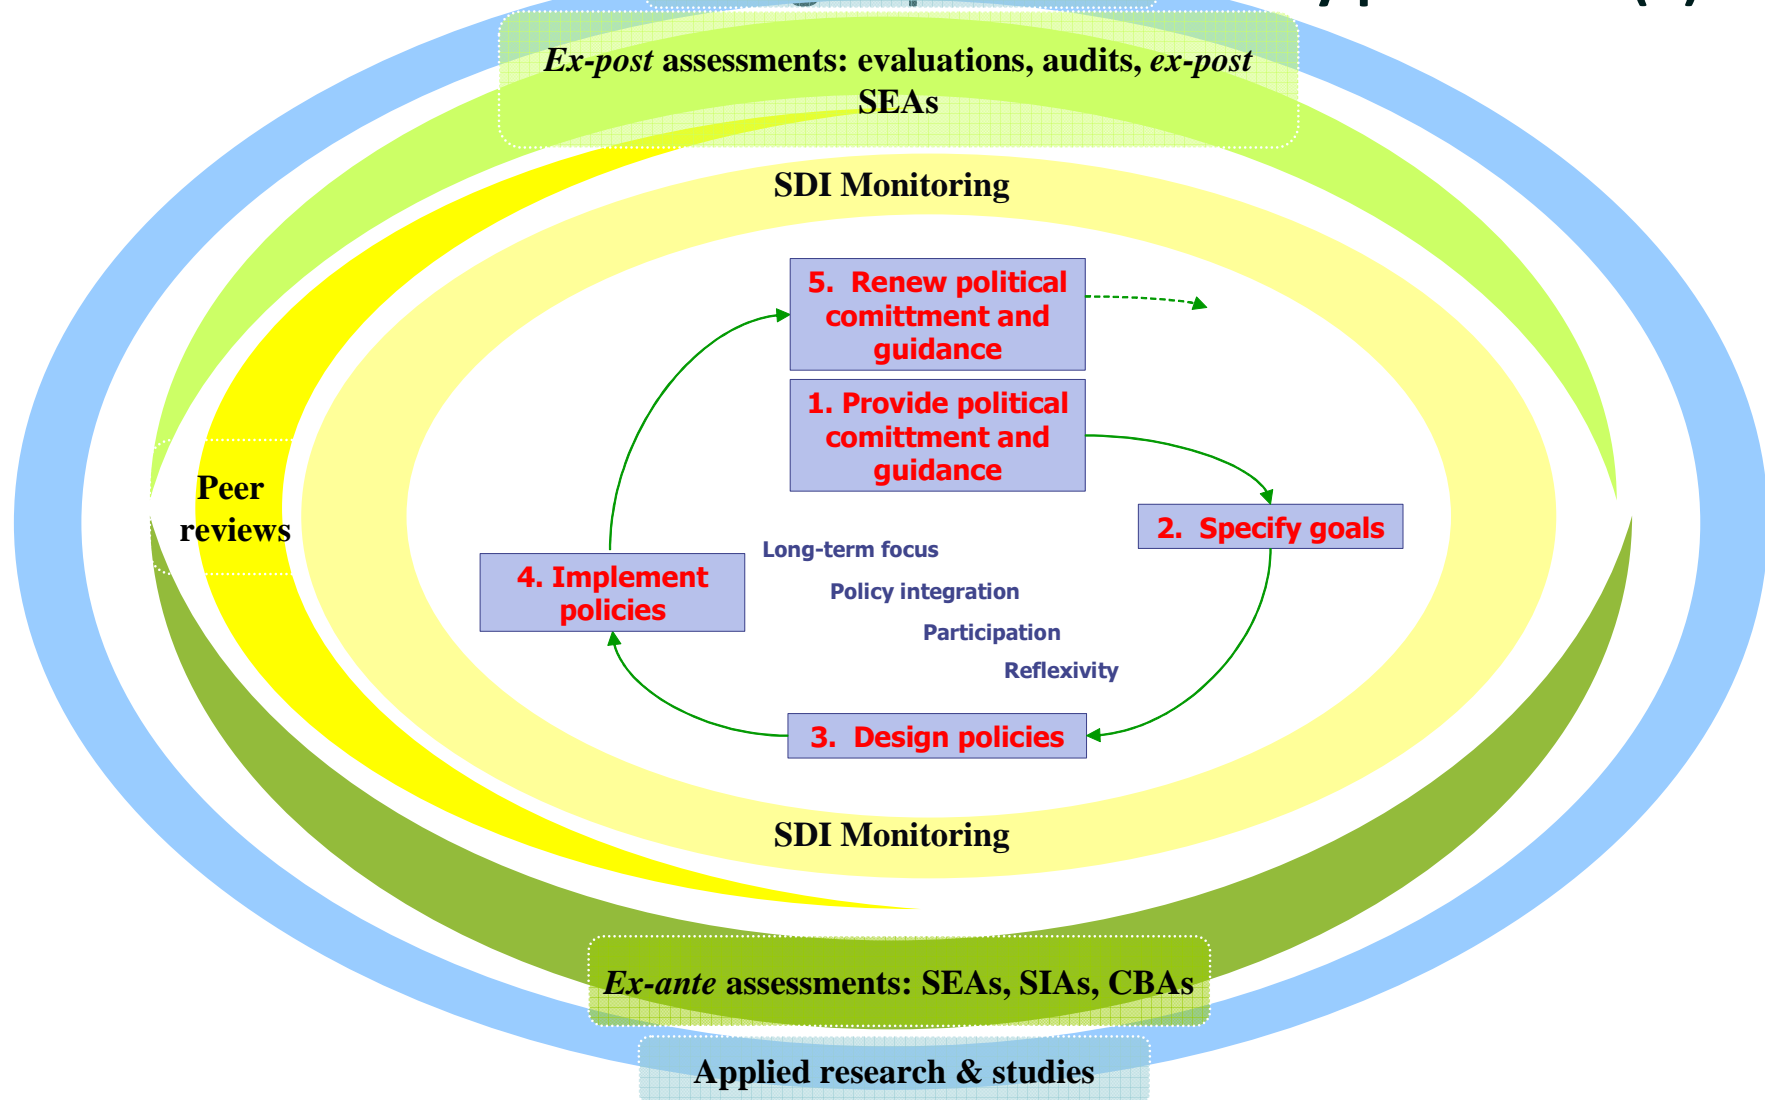 Ex-post assessments: evaluations, audits, ex-post
SEAs
SDI Monitoring
5. Renew political
comittment and
guidance
1. Provide political
comittment and
guidance
Peer
reviews
2. Specify goals
Long-term focus
4. Implement
policies
Policy integration
Participation
Reflexivity
3. Design policies
SDI Monitoring
Ex-ante assessments: SEAs, SIAs, CBAs
Applied research & studies